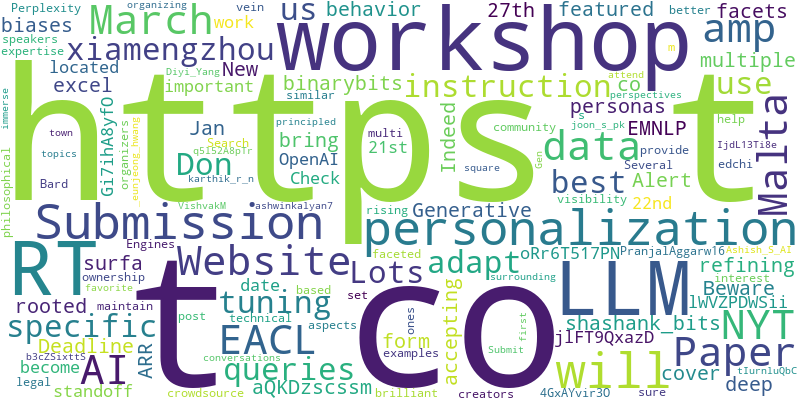 Perplexity organizing
biases speakers expertise
March
us behavior featured
27th
facets better
workshop
amp
vein
work
xiamengzhou
located
excel
Diyi_Yang
New
important
binarybits
instruction
co
multiple
use
personas
https
t
immerse
similar
Jan
Gi7ihA8yfO
organizers
eunjeong_hwang
Search
q5i52A8pTr
Don
karthik_r_n
bring
OpenAI
Check
principled
multi
21st
Indeed
data
community
perspectives
attend
m
s
joon_s_pk
EMNLP
help
IjdL13Ti8e
Malta
town
topics
Bard
philosophical
VishvakM
ashwinkalyan7
rising
square
best
Several
provide
edchi
Alert
Gen
22nd
visibility
Submission
Generative
personalization
RT
Engines
Website
faceted
surfa
ownership
favorite
rooted
maintain
Lots
adapt
oRr6T517PN
PranjalAggarw16
Ashish_S_AI
surrounding
interest
refining
Beware
lWVZPDWSii
t
co
LLM
date
based
set
tuning
specific
post
technical
aspects
ones
form
accepting
shashank_bits
NYT
Deadline
EACL
jlFT9QxazD
first
Paper
b3cZSixttS
AI
ARR
become
standoff
legal
queries
conversations
examples
aQKDzscssm
crowdsource
brilliant
creators
will
Submit
4GxAYvir3O
cover
sure
deep
tIurnluQbC